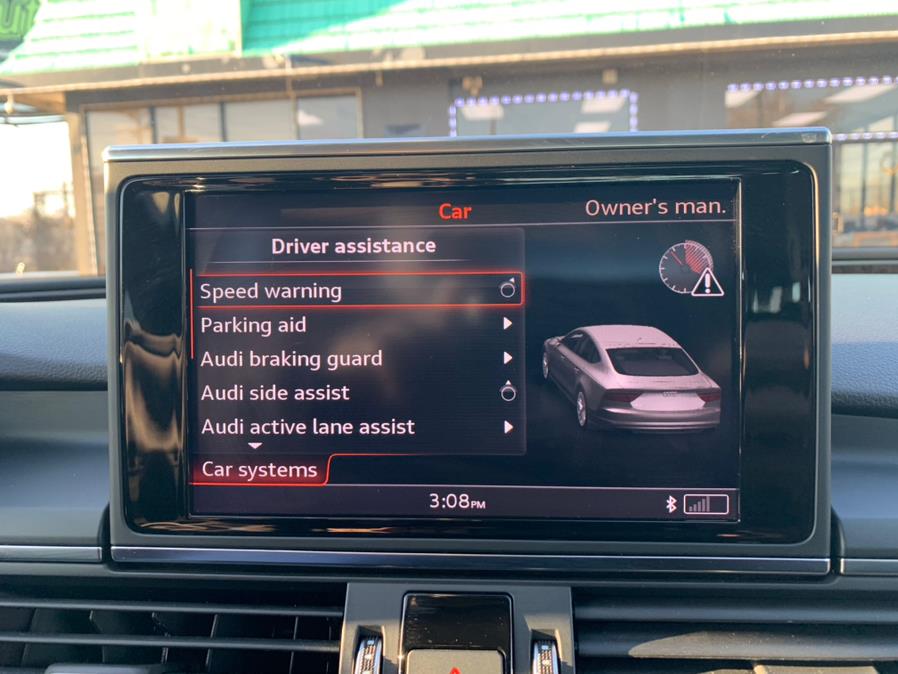 Car
Owner's man.
Driver assistance
Speed warning
Parking aid
Audi braking guard
Audi side assist
Audi active lane assist
Car systems
3:08PM